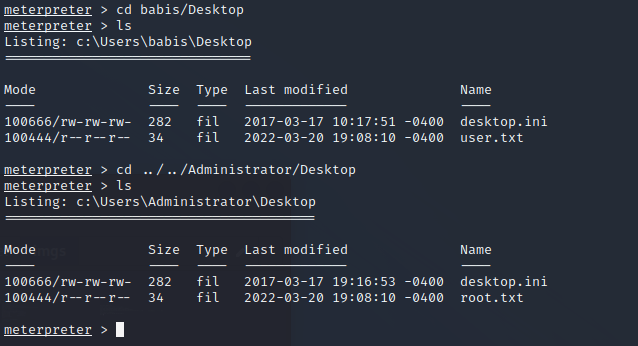 meterpreter > cd babis/Desktop
meterpreter > ls
Listing: c:\Users\babis\Desktop
===============================
Mode              Size  Type  Last modified              Name
----              ----  ----  -------------              ----
100666/rw-rw-rw-  282   fil   2017-03-17 10:17:51 -0400  desktop.ini
100444/r--r--r--  34    fil   2022-03-20 19:08:10 -0400  user.txt
meterpreter > cd ../../Administrator/Desktop
meterpreter > ls
Listing: c:\Users\Administrator\Desktop
=======================================
Mode              Size  Type  Last modified              Name
----              ----  ----  -------------              ----
100666/rw-rw-rw-  282   fil   2017-03-17 19:16:53 -0400  desktop.ini
100444/r--r--r--  34    fil   2022-03-20 19:08:10 -0400  root.txt
meterpreter >